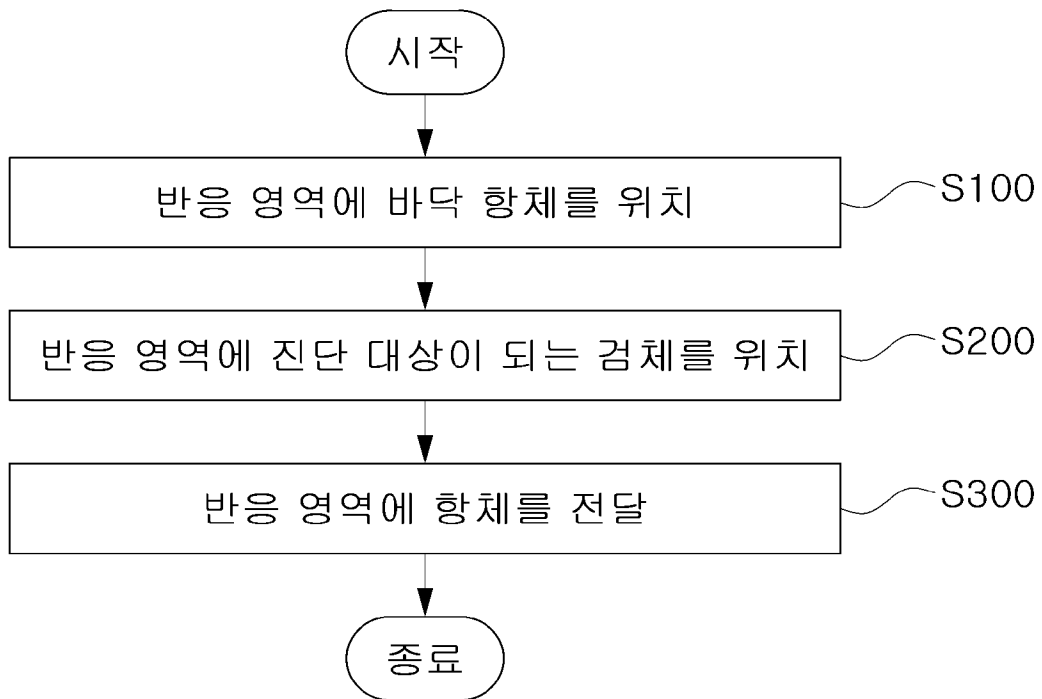 시작
반응 영역에 바닥 항체를 위치
S100
반응 영역에 진단 대상이 되는 검체를 위치
S200
반응 영역에 항체를 전달
S300
종료